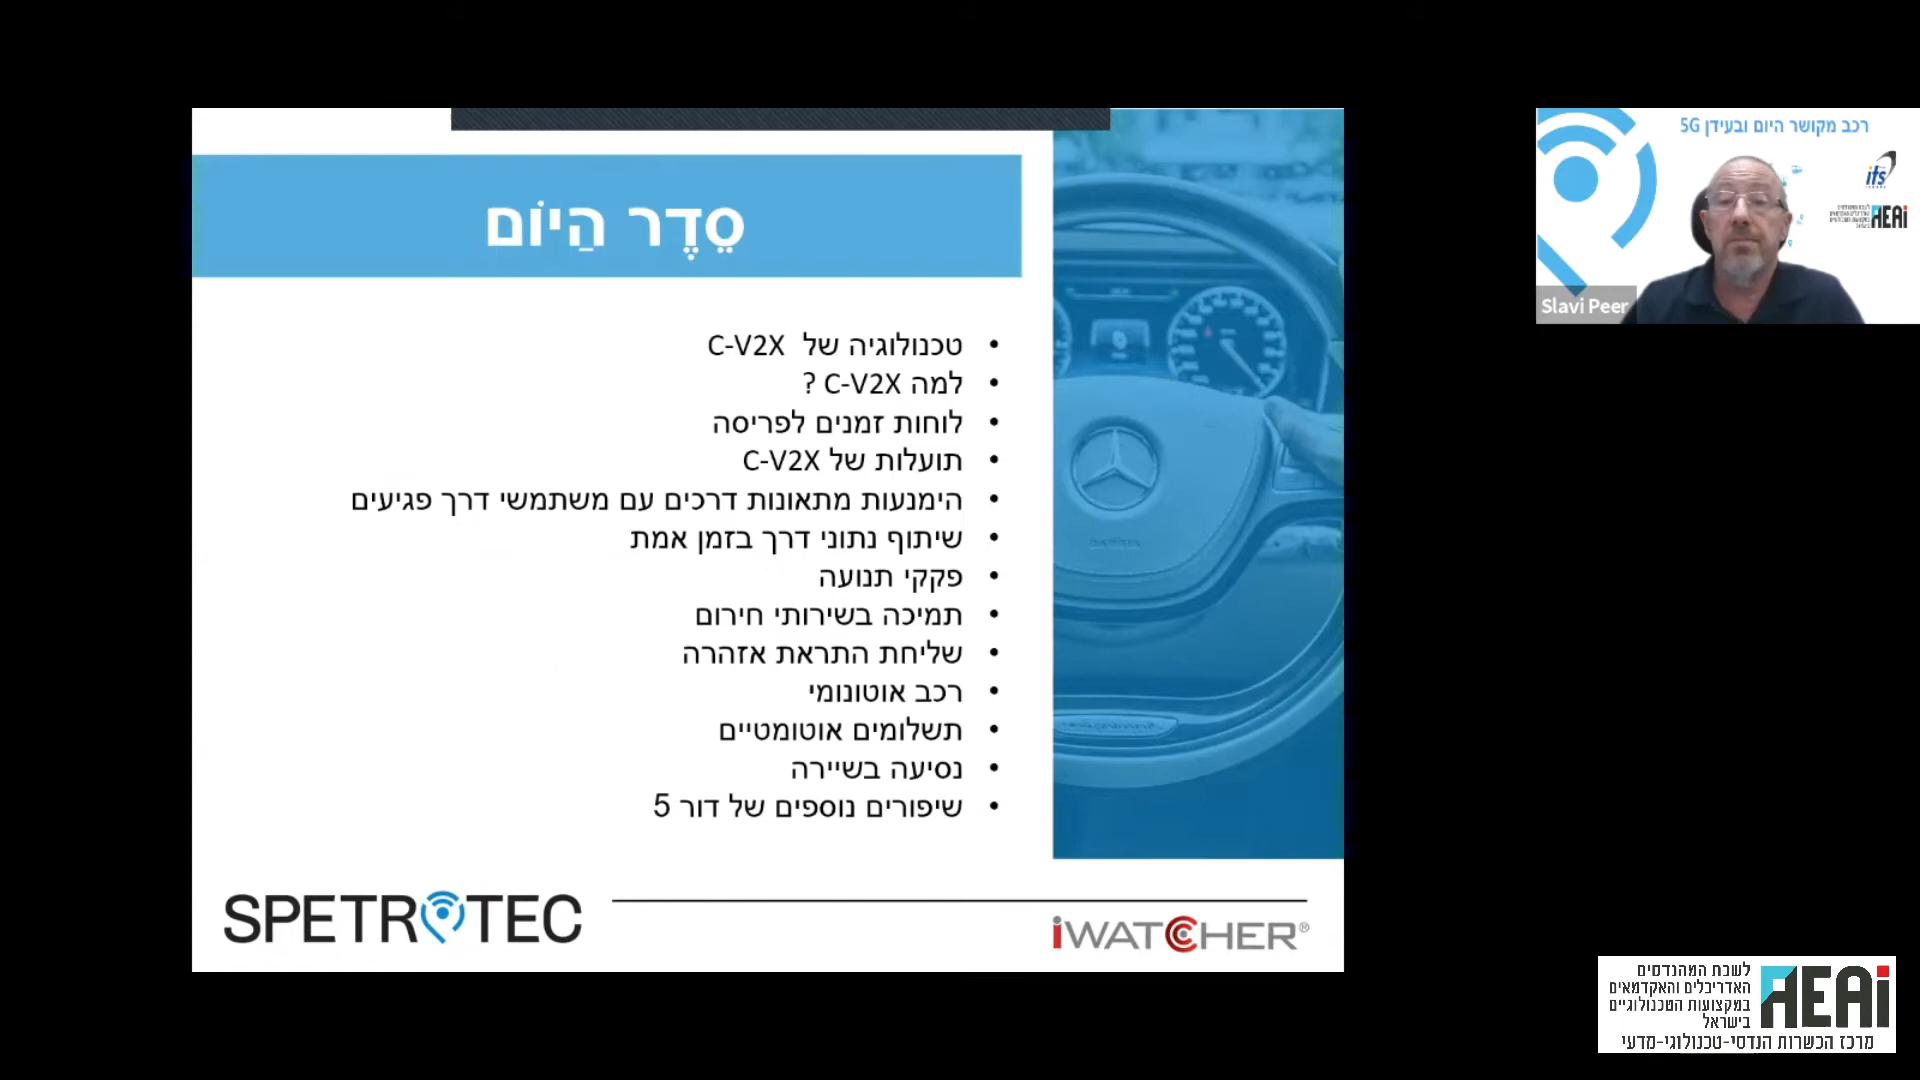 סֵדֶר הַיוֹם
טכנולוגיה של C-V2X
למה C-V2X ?
לוחות זמנים לפריסה
תועלות של C-V2X
הימנעות מתאונות דרכים עם משתמשי דרך פגיעים
שיתוף נתוני דרך בזמן אמת
פקקי תנועה
תמיכה בשירותי חירום
שליחת התראת אזהרה
רכב אוטונומי
תשלומים אוטומטיים
נסיעה בשיירה
שיפורים נוספים של דור 5
SPETROTEC
iWATCHER®
רכב מקושר היום ובעידן 5G
ifs
AEAi
Slavi Peer
לשכת המהנדסים
האדריכלים והאקדמאים
במקצועות הטכנולוגיים
בישראל
AEAi
מרכז הכשרות הנדסי-טכנולוגי-מדעי